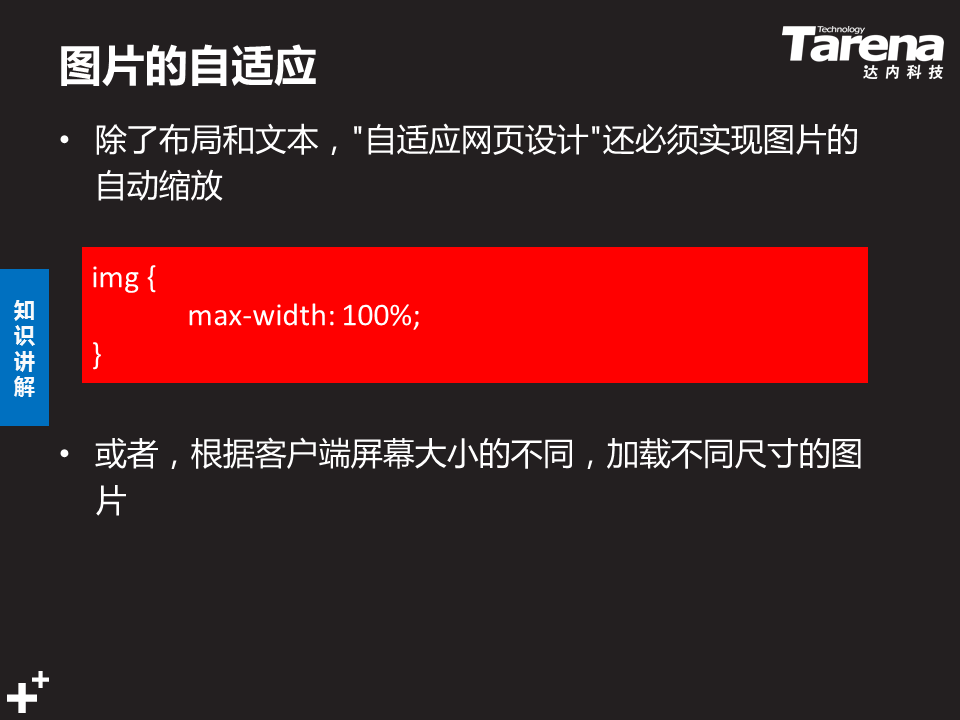 图片的自适应
Technology
Tarena
达内科技
• 除了布局和文本，"自适应网页设计"还必须实现图片的
自动缩放
img {
max-width: 100%;
}
知
识
讲
解
• 或者，根据客户端屏幕大小的不同，加载不同尺寸的图
片